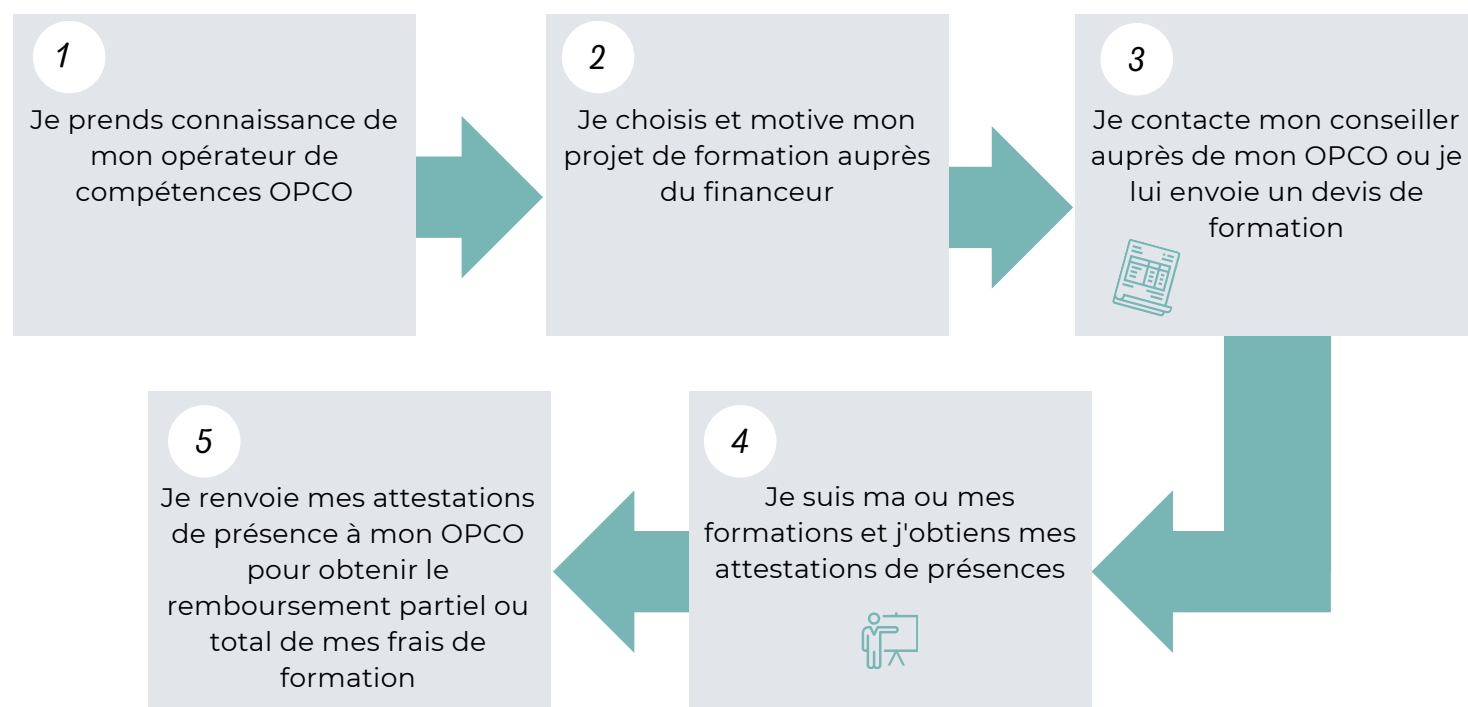 1
Je prends connaissance de
mon opérateur de
compétences OPCO
2
Je choisis et motive mon
projet de formation auprès
du financeur
3
Je contacte mon conseiller
auprès de mon OPCO ou je
lui envoie un devis de
formation
4
Je suis ma ou mes
formations et j'obtiens mes
attestations de présences
5
Je renvoie mes attestations
de présence à mon OPCO
pour obtenir le
remboursement partiel ou
total de mes frais de
formation